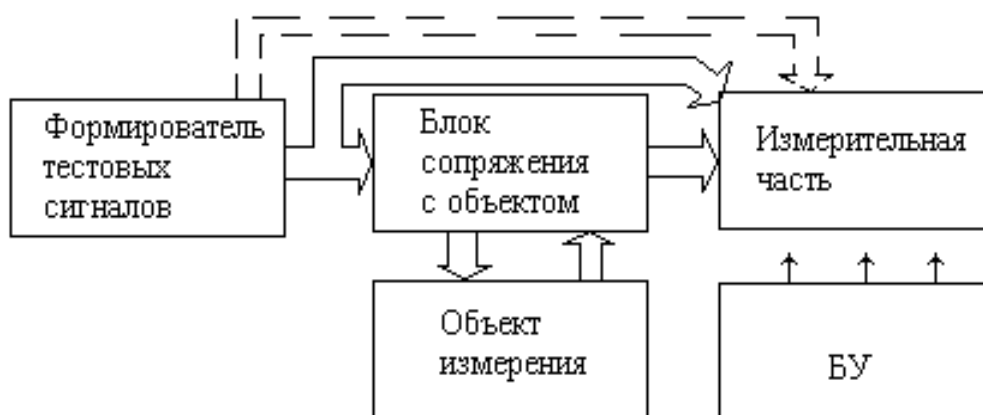 Формирователь
тестовых
сигналов
Блок
сопряжения
с объектом
Измерительная
часть
Объект
измерения
БУ